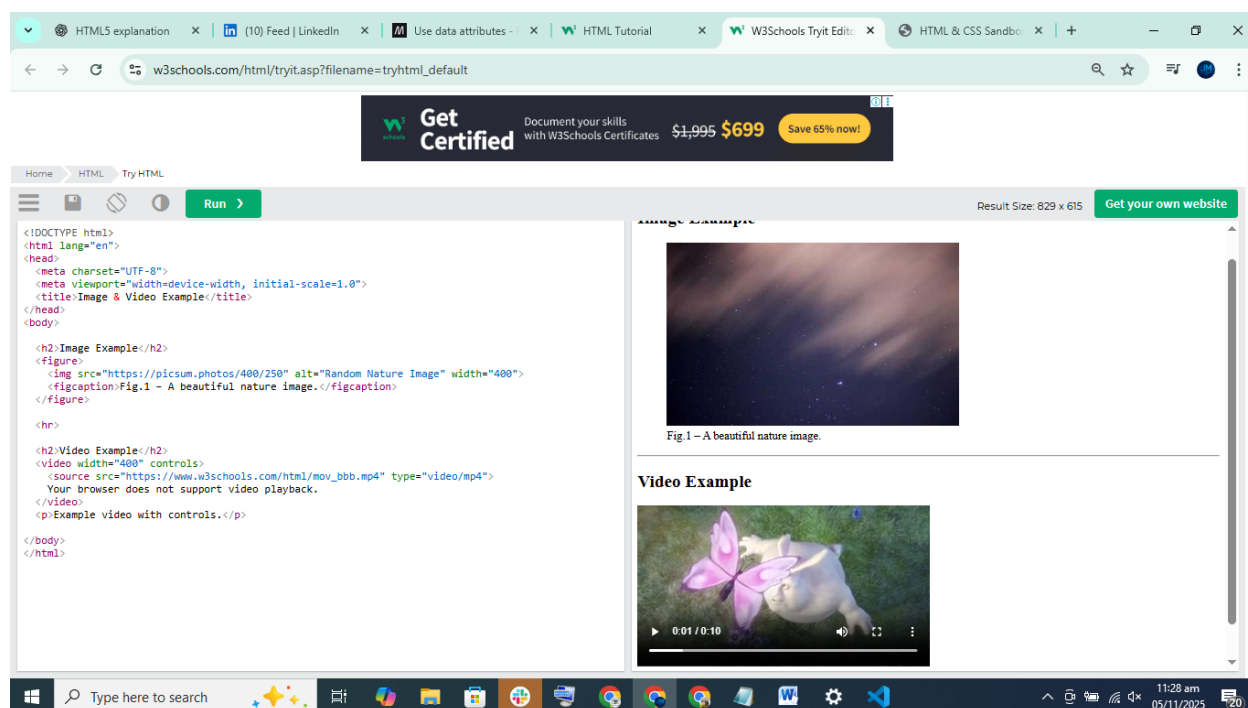 HTML5 explanation
(10) Feed | LinkedIn
Use data attributes -
HTML Tutorial
W3Schools Tryit Edito
HTML & CSS Sandbo
w3schools.com/html/tryit.asp?filename=tryhtml_default
JM
W3
schools
Get
Certified
Document your skills
with W3Schools Certificates
$1,995 $699
Save 65% now!
Home
HTML
Try HTML
Run ❯
Result Size: 829 x 615
Get your own website
<!DOCTYPE html>
<html lang="en">
<head>
<meta charset="UTF-8">
<meta viewport="width=device-width, initial-scale=1.0">
<title>Image & Video Example</title>
</head>
<body>
<h2>Image Example</h2>
<figure>
<img src="https://picsum.photos/400/250" alt="Random Nature Image" width="400">
<figcaption>Fig.1 – A beautiful nature image.</figcaption>
</figure>
<hr>
<h2>Video Example</h2>
<video width="400" controls>
<source src="https://www.w3schools.com/html/mov_bbb.mp4" type="video/mp4">
Your browser does not support video playback.
</video>
<p>Example video with controls.</p>
</body>
</html>
Image Example
Fig.1 – A beautiful nature image.
Video Example
0:01 / 0:10
Type here to search
11:28 am
05/11/2025
20